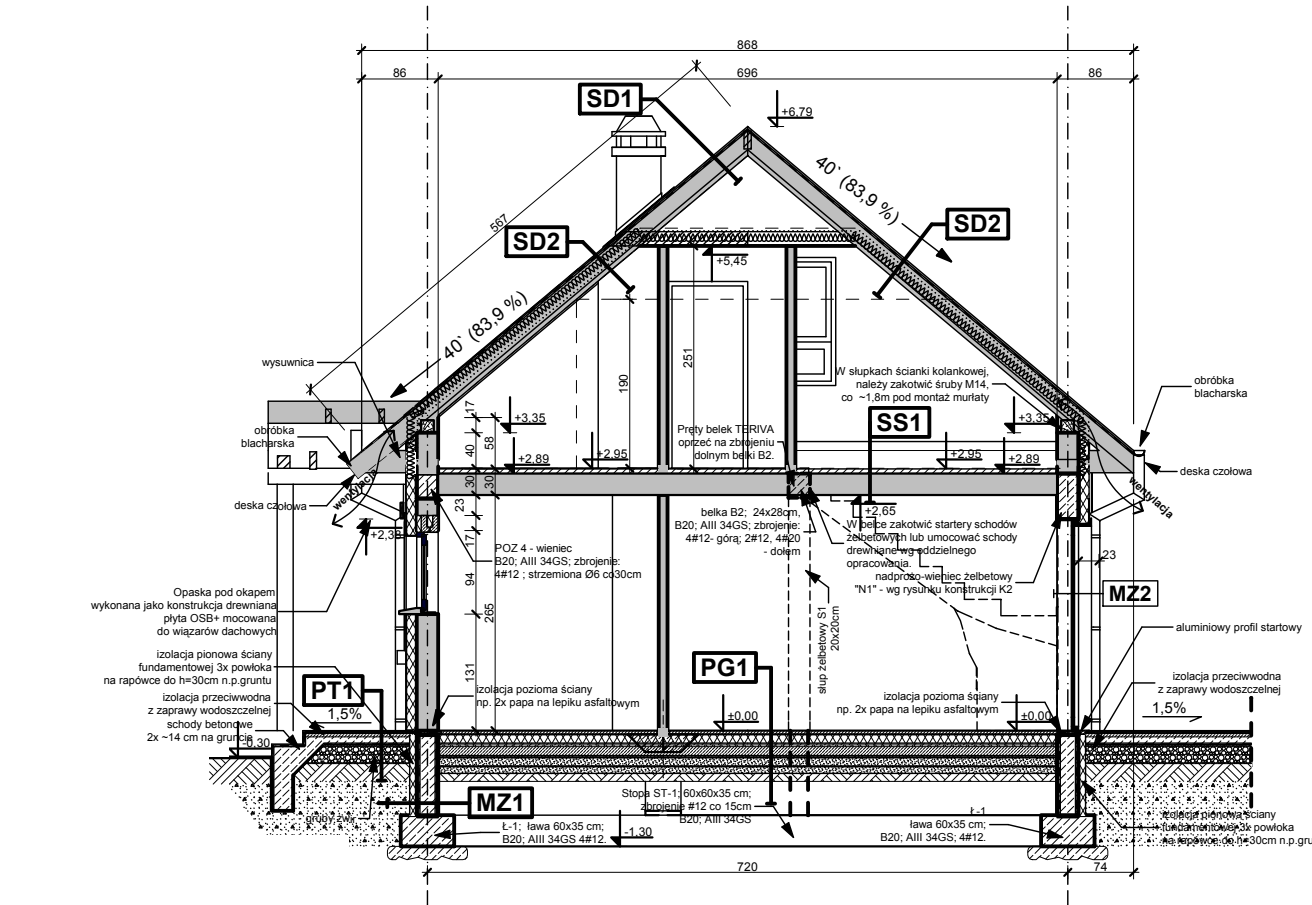 868
86
696
86
SD1
+6,79
40` (83,9 %)
567
SD2
SD2
+5,45
40` (83,9 %)
wysuwnica
190
251
W słupkach ścianki kolankowej,
należy zakotwić śruby M14,
co ~1,8m pod montaż murłaty
obróbka
blacharska
17
+3,35
+3,35
SS1
obróbka
blacharska
40
58
Pręty belek TERIVA
oprzeć na zbrojeniu
dolnym belki B2.
+2,89
+2,95
+2,95
+2,89
deska czołowa
wentylacja
deska czołowa
wentylacja
30
30
23
+2,65
belka B2; 24x28cm,
B20; AIII 34GS; zbrojenie:
4#12- górą; 2#12, 4#20
- dołem
W belce zakotwić startery schodów
żelbetowych lub umocować schody
drewniane wg oddzielnego
opracowania.
17
POZ 4 - wieniec
B20; AIII 34GS; zbrojenie:
4#12 ; strzemiona Ø6 co30cm
23
nadprożo-wieniec żelbetowy
"N1" - wg rysunku konstrukcji K2
94
265
MZ2
Opaska pod okapem
wykonana jako konstrukcja drewniana
płyta OSB+ mocowana
do wiązarów dachowych
słup żelbetowy S1
20x20cm
aluminiowy profil startowy
izolacja pionowa ściany
fundamentowej 3x powłoka
na rapówce do h=30cm n.p.gruntu
PG1
131
PT1
izolacja pozioma ściany
np. 2x papa na lepiku asfaltowym
izolacja pozioma ściany
np. 2x papa na lepiku asfaltowym
izolacja przeciwwodna
z zaprawy wodoszczelnej
izolacja przeciwwodna
z zaprawy wodoszczelnej
schody betonowe
2x ~14 cm na gruncie
1,5%
±0,00
±0,00
1,5%
-0,30
MZ1
Stopa ST-1; 60x60x35 cm;
zbrojenie #12 co 15cm
B20; AIII 34GS
gruby żwir
Ł-1; ława 60x35 cm;
B20; AIII 34GS 4#12.
-1,30
Ł-1
ława 60x35 cm;
B20; AIII 34GS; 4#12.
izolacja pionowa ściany
fundamentowej 3x powłoka
na rapówce do h=30cm n.p.gru
720
74